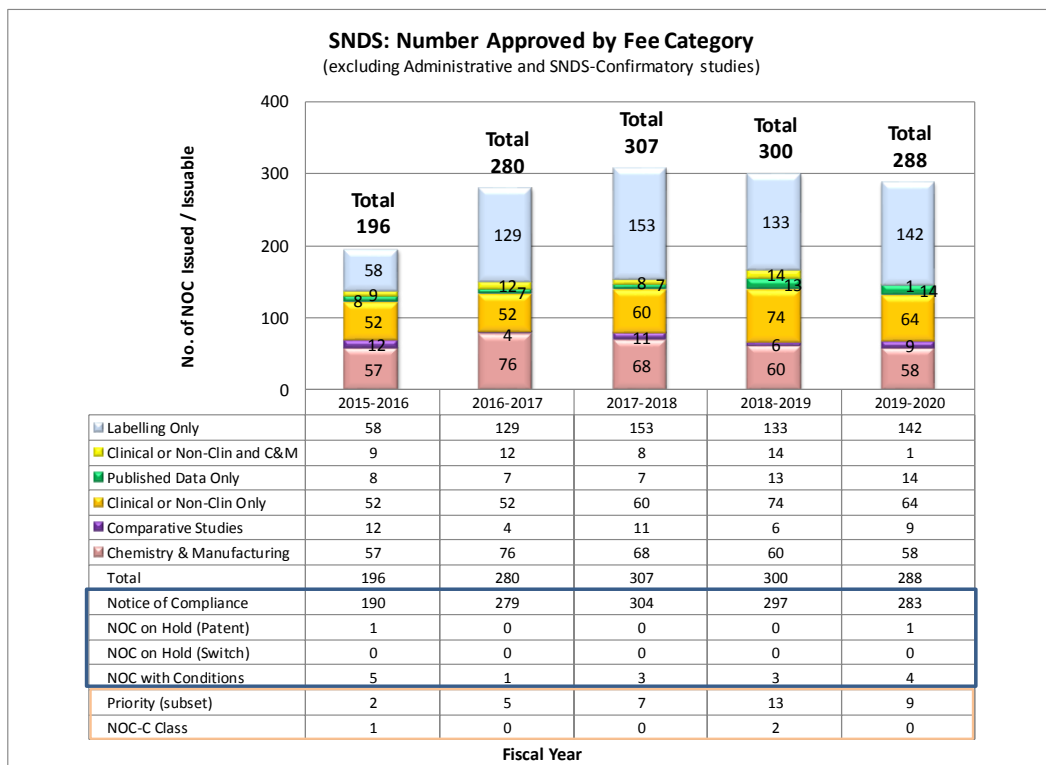 SNDS: Number Approved by Fee Category
(excluding Administrative and SNDS-Confirmatory studies)
No. of NOC Issued / Issuable
400
300
200
100
0
Total
196
Total
280
Total
307
Total
300
Total
288
58
9
8
52
12
57
129
12
7
52
4
76
153
8
7
60
11
68
133
14
13
74
6
60
142
1
14
64
9
58
2015-2016 2016-2017 2017-2018 2018-2019 2019-2020
Labelling Only 58 129 153 133 142
Clinical or Non-Clin and C&M 9 12 8 14 1
Published Data Only 8 7 7 13 14
Clinical or Non-Clin Only 52 52 60 74 64
Comparative Studies 12 4 11 6 9
Chemistry & Manufacturing 57 76 68 60 58
Total 196 280 307 300 288
Notice of Compliance 190 279 304 297 283
NOC on Hold (Patent) 1 0 0 0 1
NOC on Hold (Switch) 0 0 0 0 0
NOC with Conditions 5 1 3 3 4
Priority (subset) 2 5 7 13 9
NOC-C Class 1 0 0 2 0
Fiscal Year